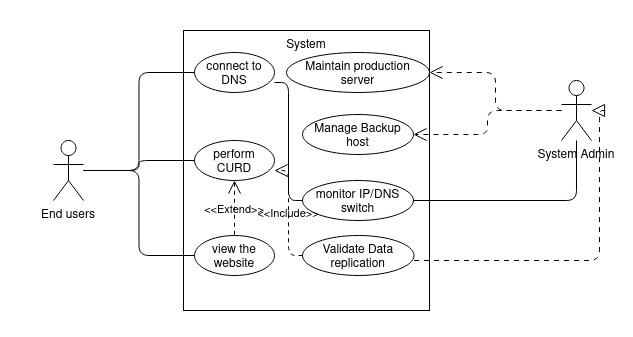 System
connect to
DNS
Maintain production
server
Manage Backup
host
perform
CURD
System Admin
monitor IP/DNS
switch
<<Extend>>
<<Include>>
End users
view the
website
Validate Data
replication